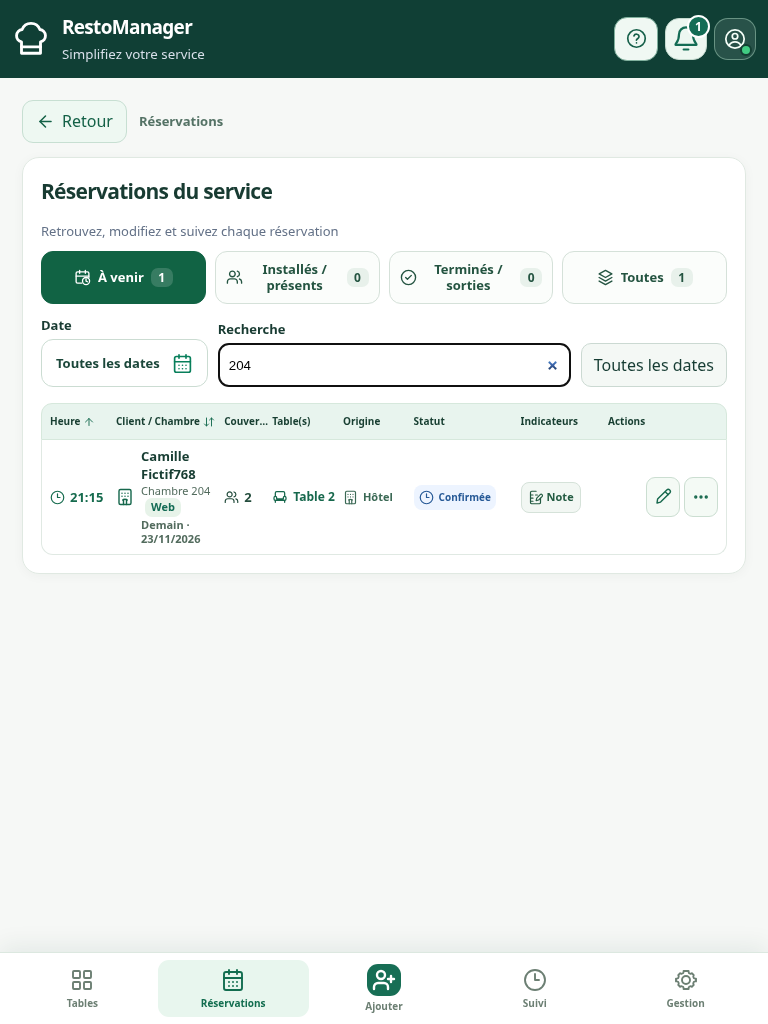 RestoManager
Simplifiez votre service
1
Retour
Réservations
Réservations du service
Retrouvez, modifiez et suivez chaque réservation
À venir 1
Installés / présents 0
Terminés / sorties 0
Toutes 1
Date
Recherche
Toutes les dates
204
Toutes les dates
Heure Client / Chambre Couver... Table(s) Origine Statut Indicateurs Actions
21:15
Camille
Fictif768
Chambre 204
Web
Demain ·
23/11/2026
2
Table 2
Hôtel
Confirmée
Note
Tables
Réservations
Ajouter
Suivi
Gestion